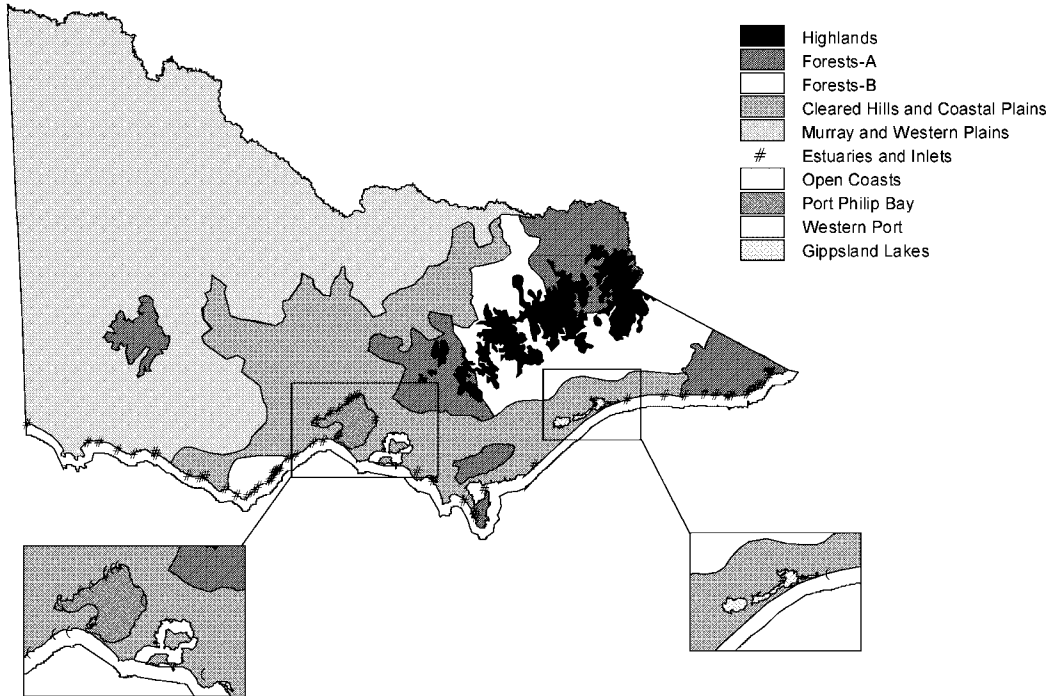 Highlands
Forests-A
Forests-B
Cleared Hills and Coastal Plains
Murray and Western Plains
# Estuaries and Inlets
Open Coasts
Port Philip Bay
Western Port
Gippsland Lakes